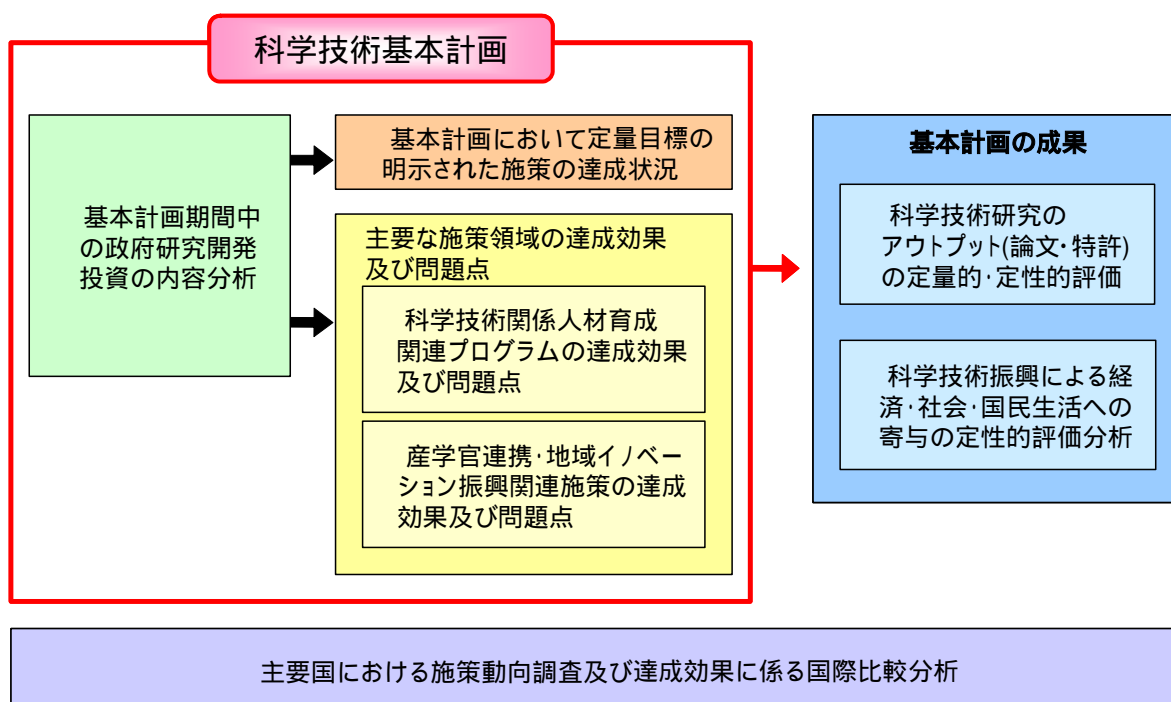 科学技術基本計画
基本計画期間中
の政府研究開発
投資の内容分析
基本計画において定量目標の
明示された施策の達成状況
主要な施策領域の達成効果
及び問題点
科学技術関係人材育成
関連プログラムの達成効果
及び問題点
産学官連携・地域イノベー
ション振興関連施策の達成
効果及び問題点
基本計画の成果
科学技術研究の
アウトプット(論文・特許)
の定量的・定性的評価
科学技術振興による経
済・社会・国民生活への
寄与の定性的評価分析
主要国における施策動向調査及び達成効果に係る国際比較分析